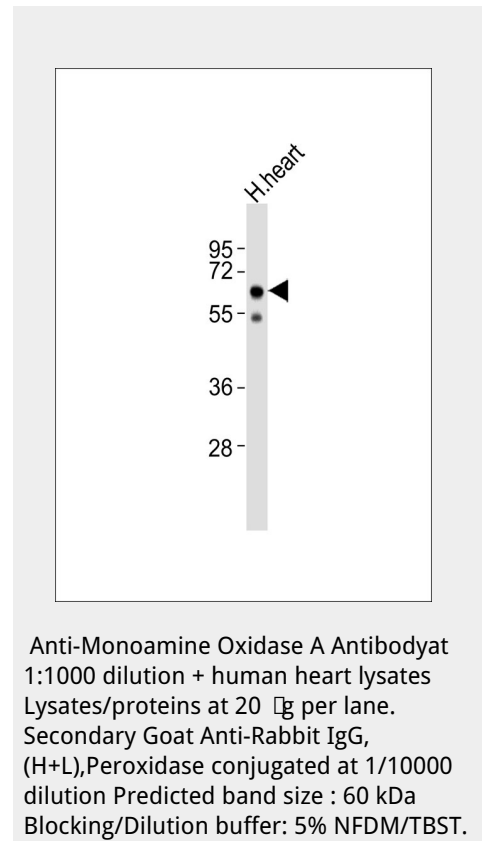 H.heart
95
72
55
36
28
Anti-Monoamine Oxidase A Antibodyat
1:1000 dilution + human heart lysates
Lysates/proteins at 20 g per lane.
Secondary Goat Anti-Rabbit IgG,
(H+L),Peroxidase conjugated at 1/10000
dilution Predicted band size : 60 kDa
Blocking/Dilution buffer: 5% NFDM/TBST.